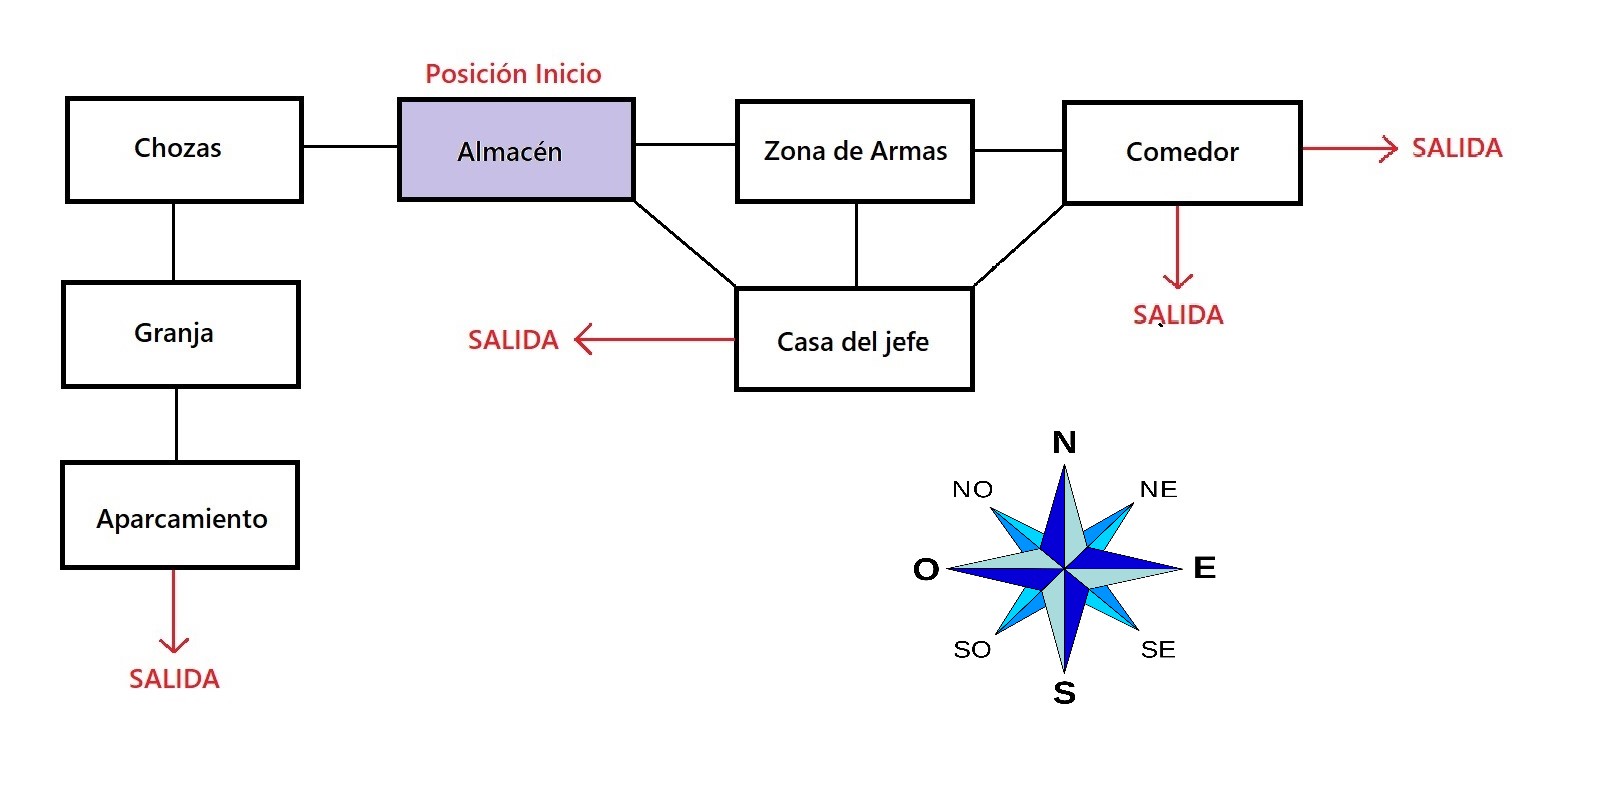 Posición Inicio
Chozas
Almacén
Zona de Armas
Comedor
SALIDA
SALIDA
Granja
SALIDA
Casa del jefe
Aparcamiento
SALIDA
N
NO
NE
O
E
SO
SE
S